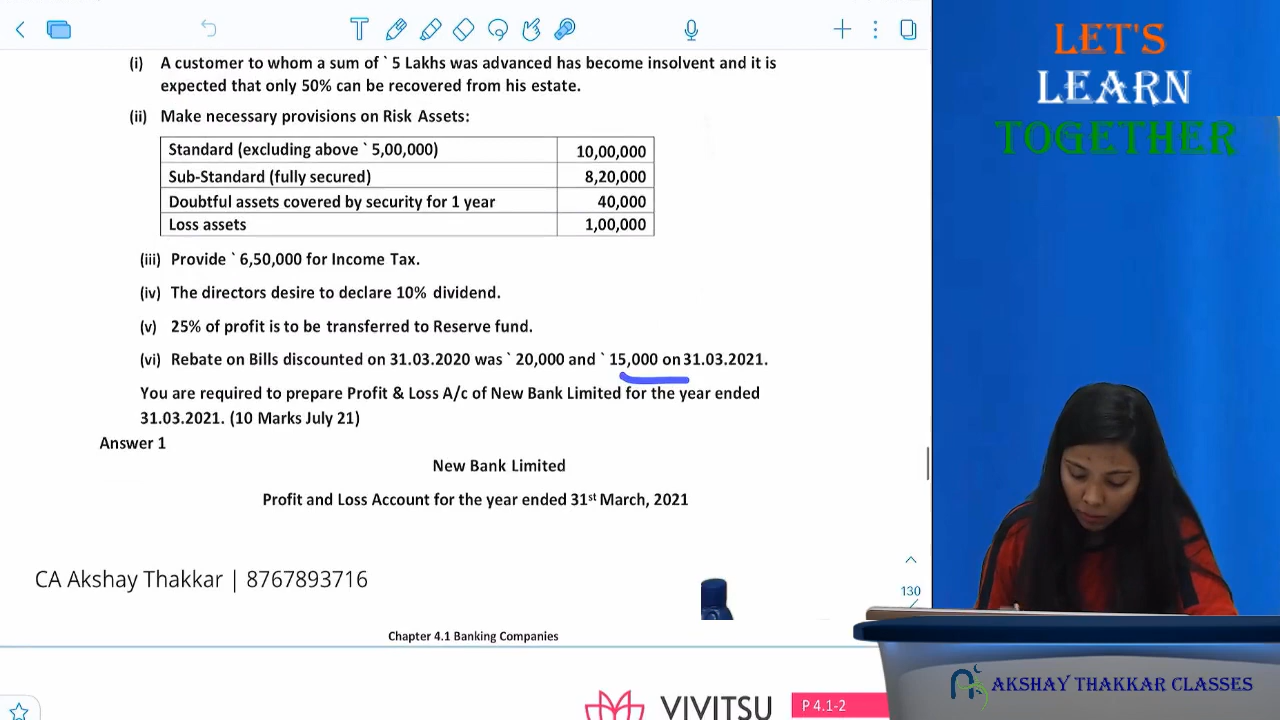 (i) A customer to whom a sum of ` 5 Lakhs was advanced has become insolvent and it is
expected that only 50% can be recovered from his estate.
(ii) Make necessary provisions on Risk Assets:
Standard (excluding above ` 5,00,000) 10,00,000
Sub-Standard (fully secured) 8,20,000
Doubtful assets covered by security for 1 year 40,000
Loss assets 1,00,000
(iii) Provide ` 6,50,000 for Income Tax.
(iv) The directors desire to declare 10% dividend.
(v) 25% of profit is to be transferred to Reserve fund.
(vi) Rebate on Bills discounted on 31.03.2020 was ` 20,000 and ` 15,000 on 31.03.2021.
You are required to prepare Profit & Loss A/c of New Bank Limited for the year ended
31.03.2021. (10 Marks July 21)
Answer 1
New Bank Limited
Profit and Loss Account for the year ended 31st March, 2021
CA Akshay Thakkar | 8767893716
130
Chapter 4.1 Banking Companies
VIVITSU
P 4.1-2
LET'S
LEARN
TOGETHER
AKSHAY THAKKAR CLASSES